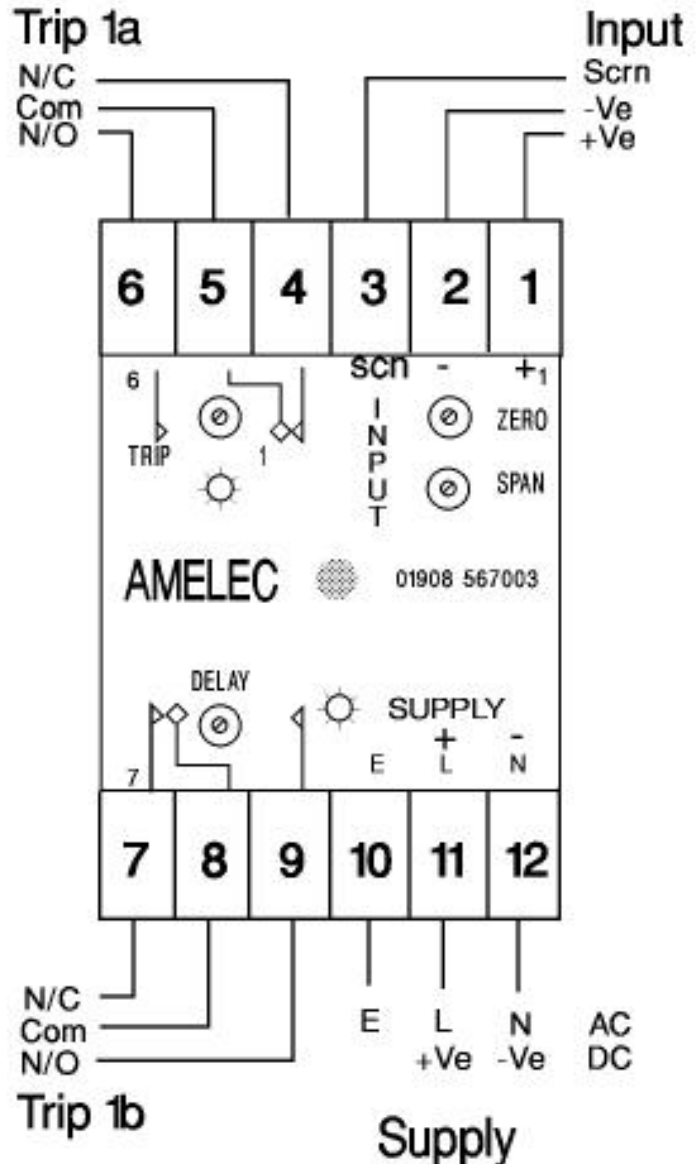 Trip 1a
Input
N/C
Scrn
Com
-Ve
N/O
+Ve
6 5 4 3 2 1
scn - +1
6
INPUT
ZERO
TRIP
1
SPAN
AMELEC
01908 567003
DELAY
SUPPLY
+ -
E L N
7
7 8 9 10 11 12
N/C
Com
N/O
E L N AC
+Ve -Ve DC
Trip 1b
Supply